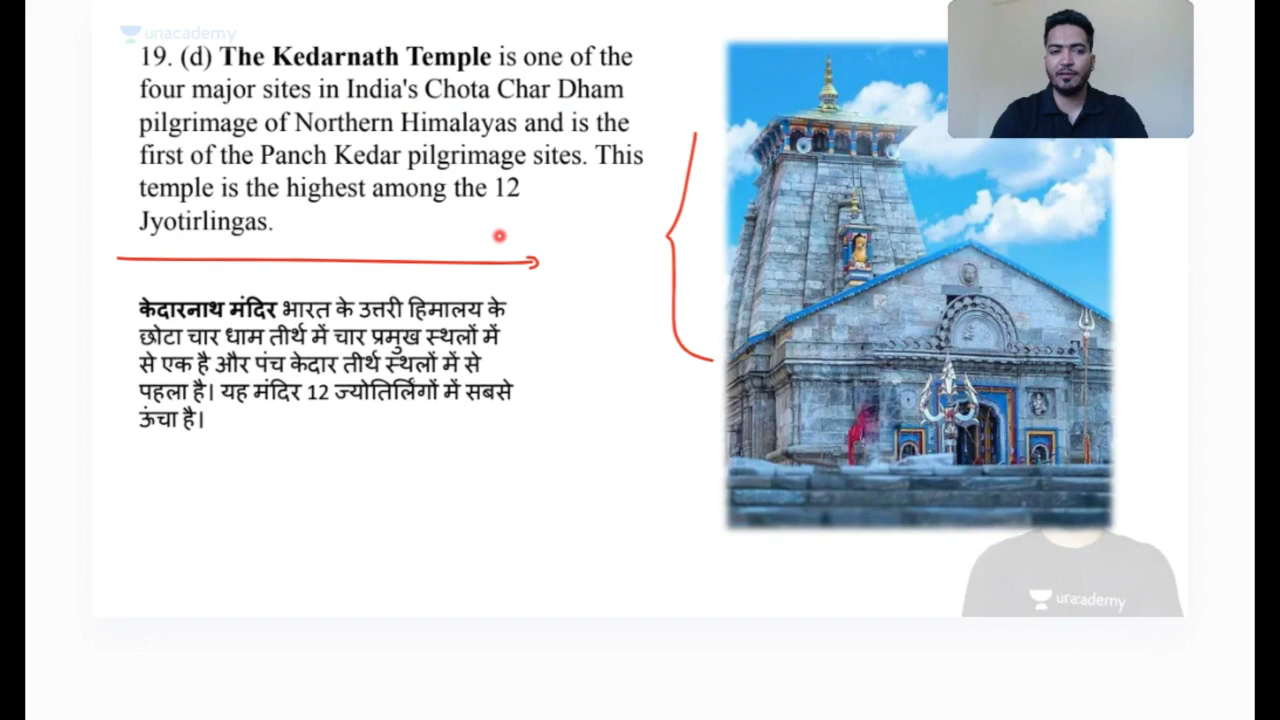 unacademy
19. (d) The Kedarnath Temple is one of the
four major sites in India's Chota Char Dham
pilgrimage of Northern Himalayas and is the
first of the Panch Kedar pilgrimage sites. This
temple is the highest among the 12
Jyotirlingas.
केदारनाथ मंदिर भारत के उत्तरी हिमालय के
छोटा चार धाम तीर्थ में चार प्रमुख स्थलों में
से एक है और पंच केदार तीर्थ स्थलों में से
पहला है। यह मंदिर 12 ज्योतिर्लिंगों में सबसे
ऊंचा है।
unacademy